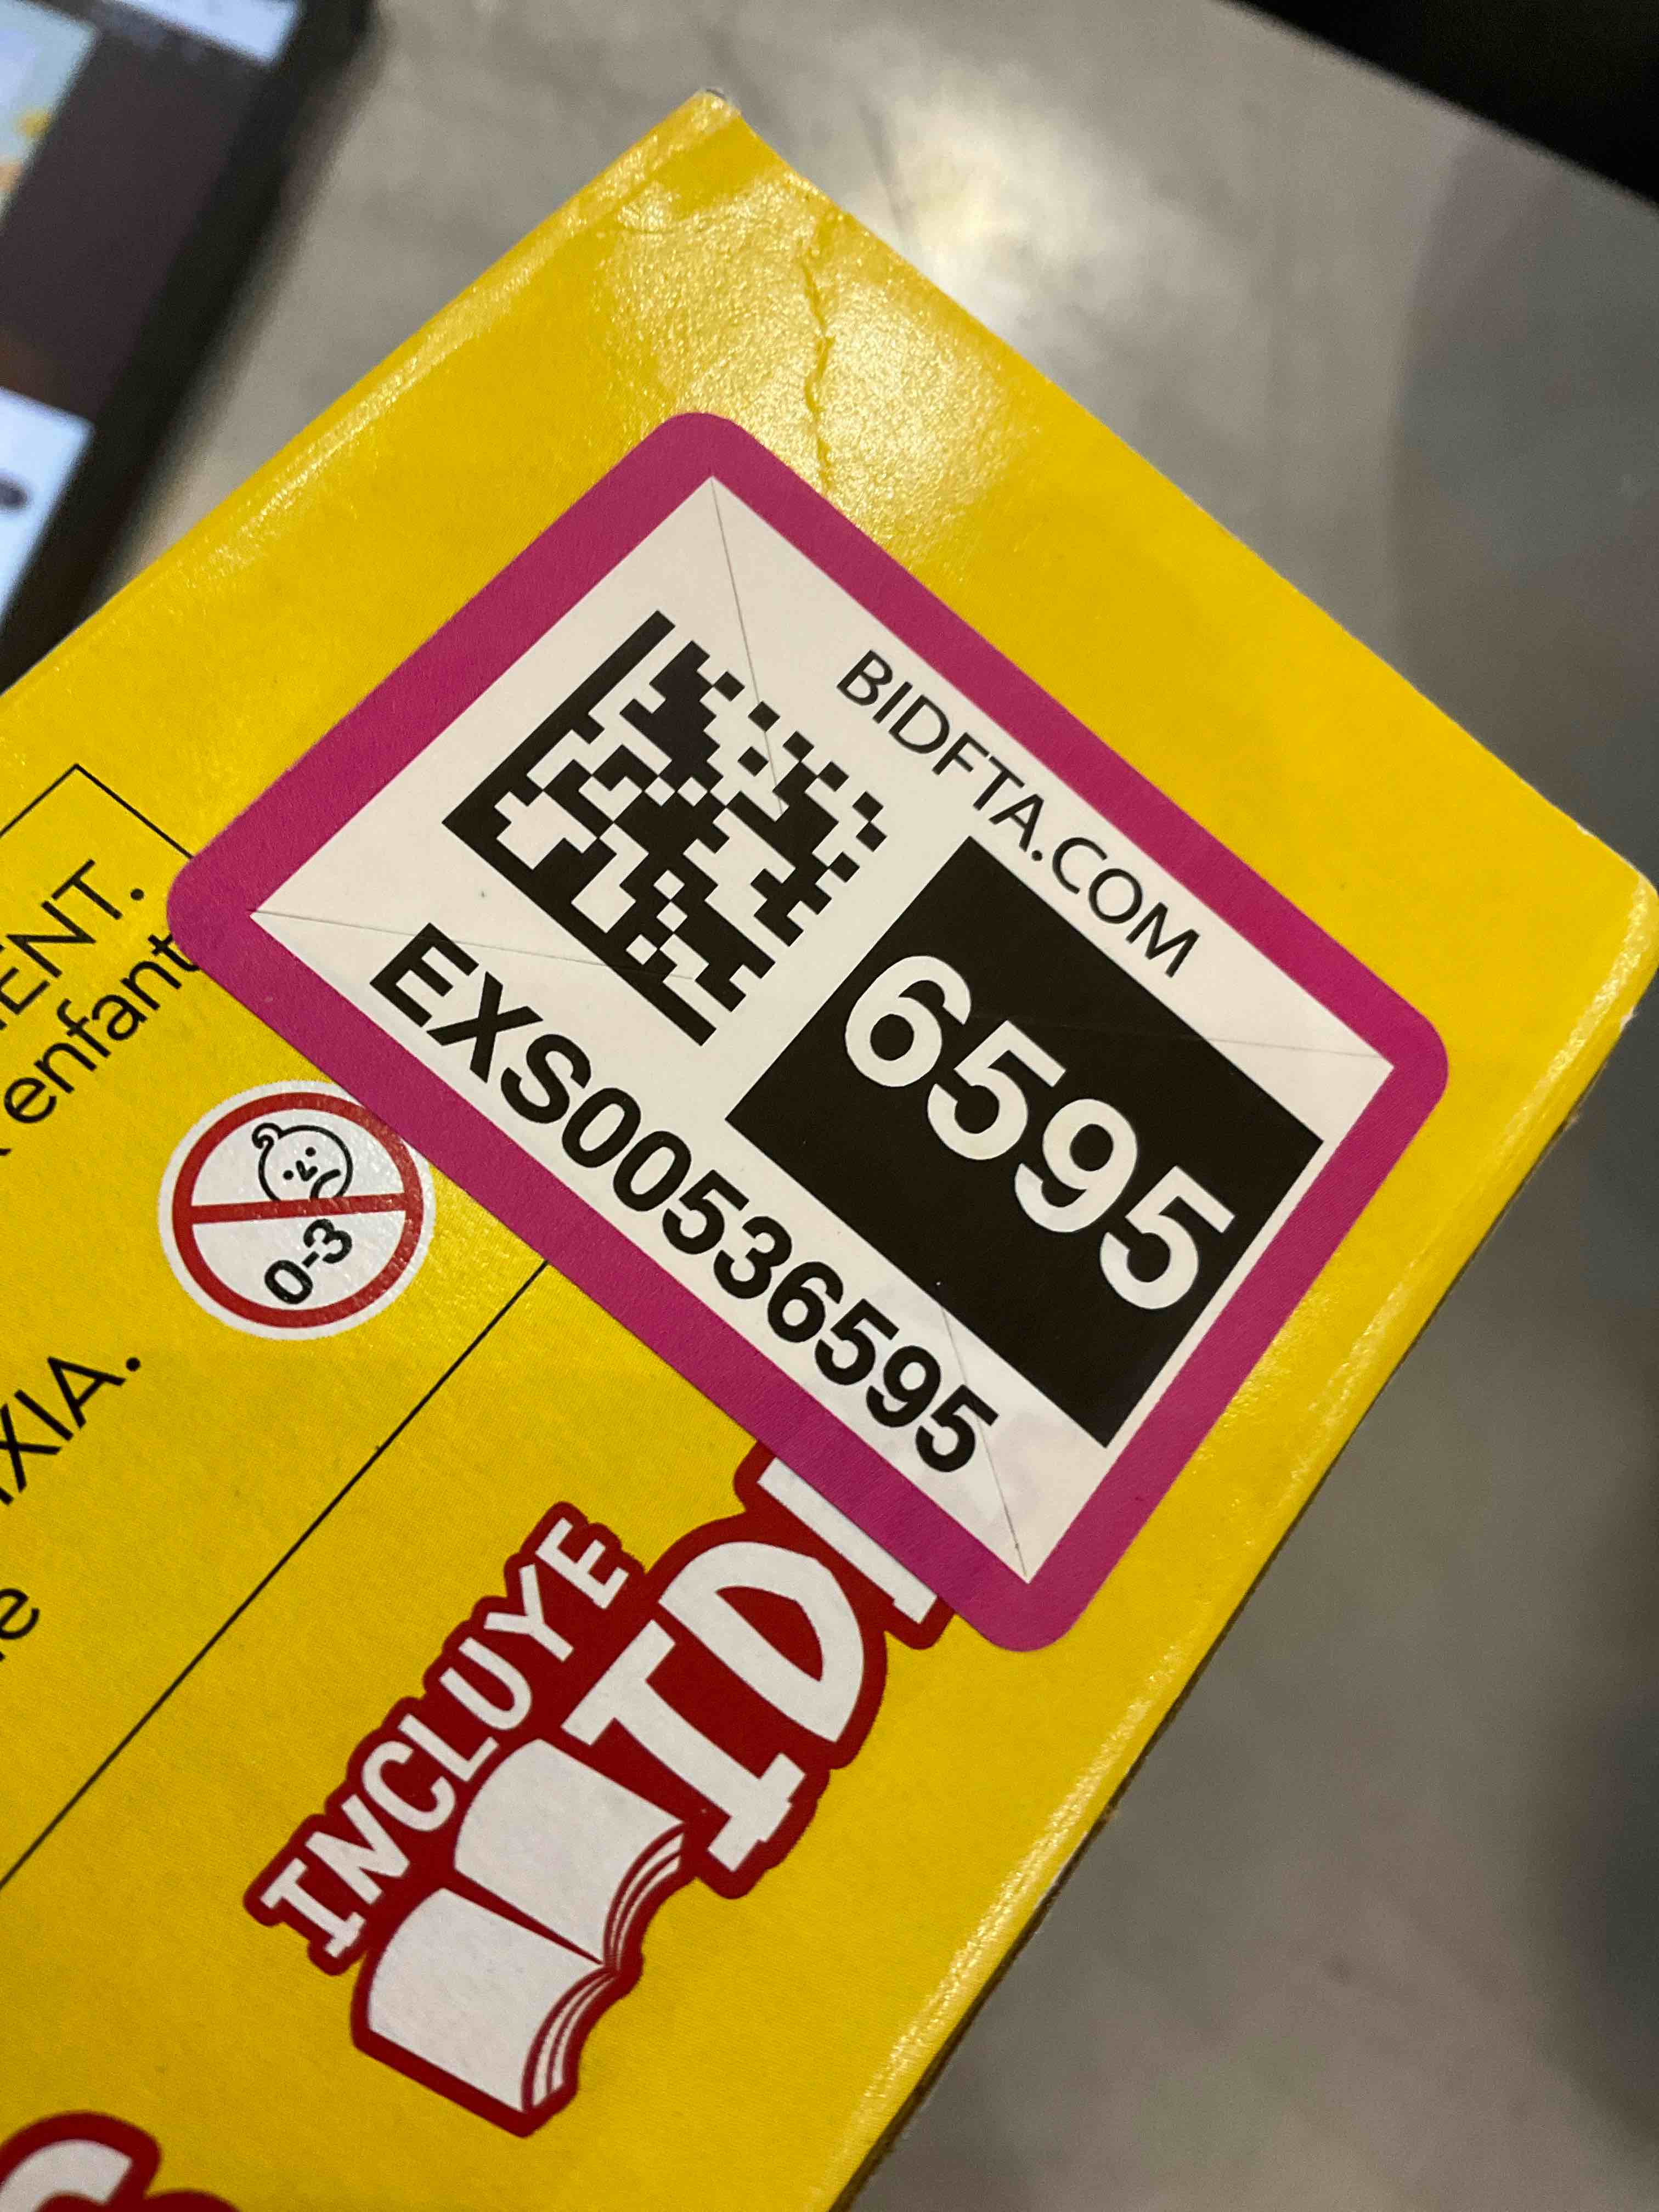 BIDFTA.COM
6595
EXS00536595
ENT.
enfant
0-3
XIA.
INCLUYE